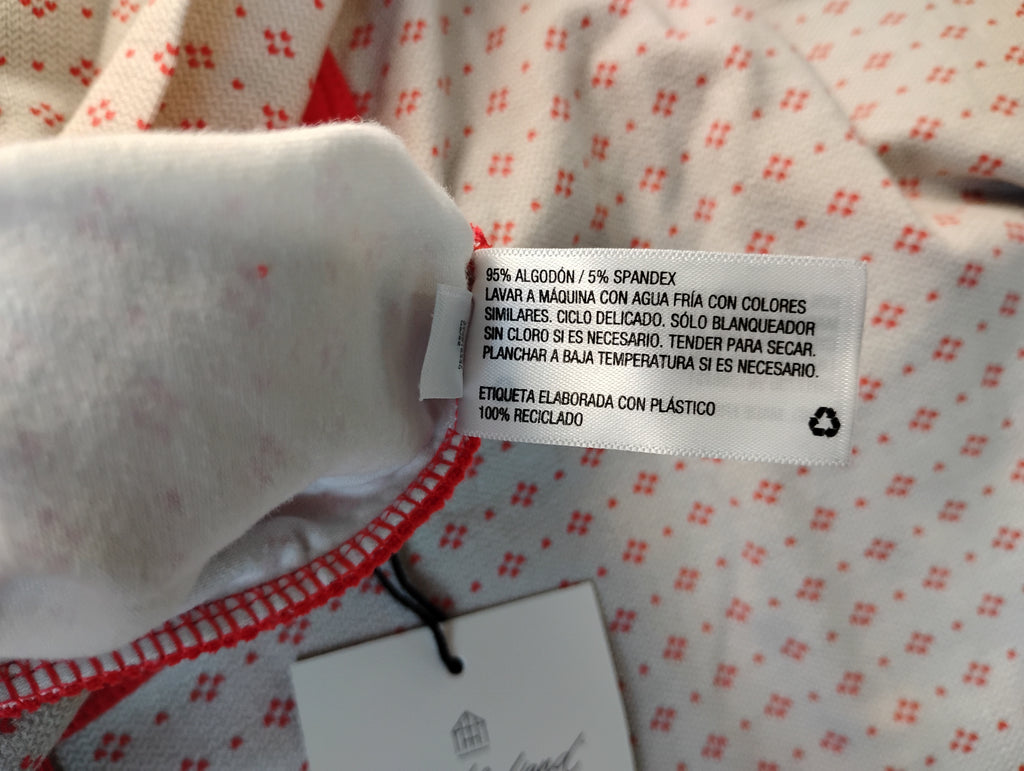 95% ALGODÓN / 5% SPANDEX
LAVAR A MÁQUINA CON AGUA FRÍA CON COLORES
SIMILARES. CICLO DELICADO. SÓLO BLANQUEADOR
SIN CLORO SI ES NECESARIO. TENDER PARA SECAR.
PLANCHAR A BAJA TEMPERATURA SI ES NECESARIO.
ETIQUETA ELABORADA CON PLÁSTICO
100% RECICLADO